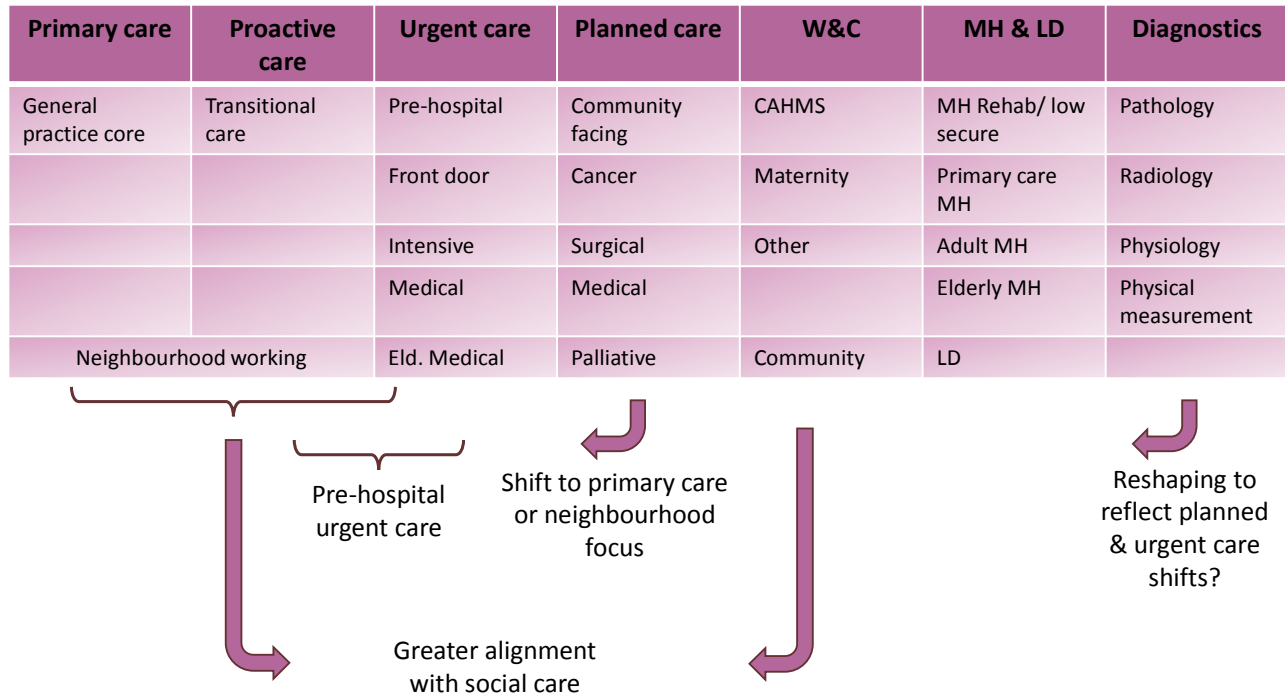 Primary care Proactive care Urgent care Planned care W&C MH & LD Diagnostics
General practice core Transitional care Pre-hospital Community facing CAHMS MH Rehab/ low secure Pathology
Front door Cancer Maternity Primary care MH Radiology
Intensive Surgical Other Adult MH Physiology
Medical Medical Elderly MH Physical measurement
Neighbourhood working Eld. Medical Palliative Community LD
Pre-hospital
urgent care
Shift to primary care
or neighbourhood
focus
Reshaping to
reflect planned
& urgent care
shifts?
Greater alignment
with social care